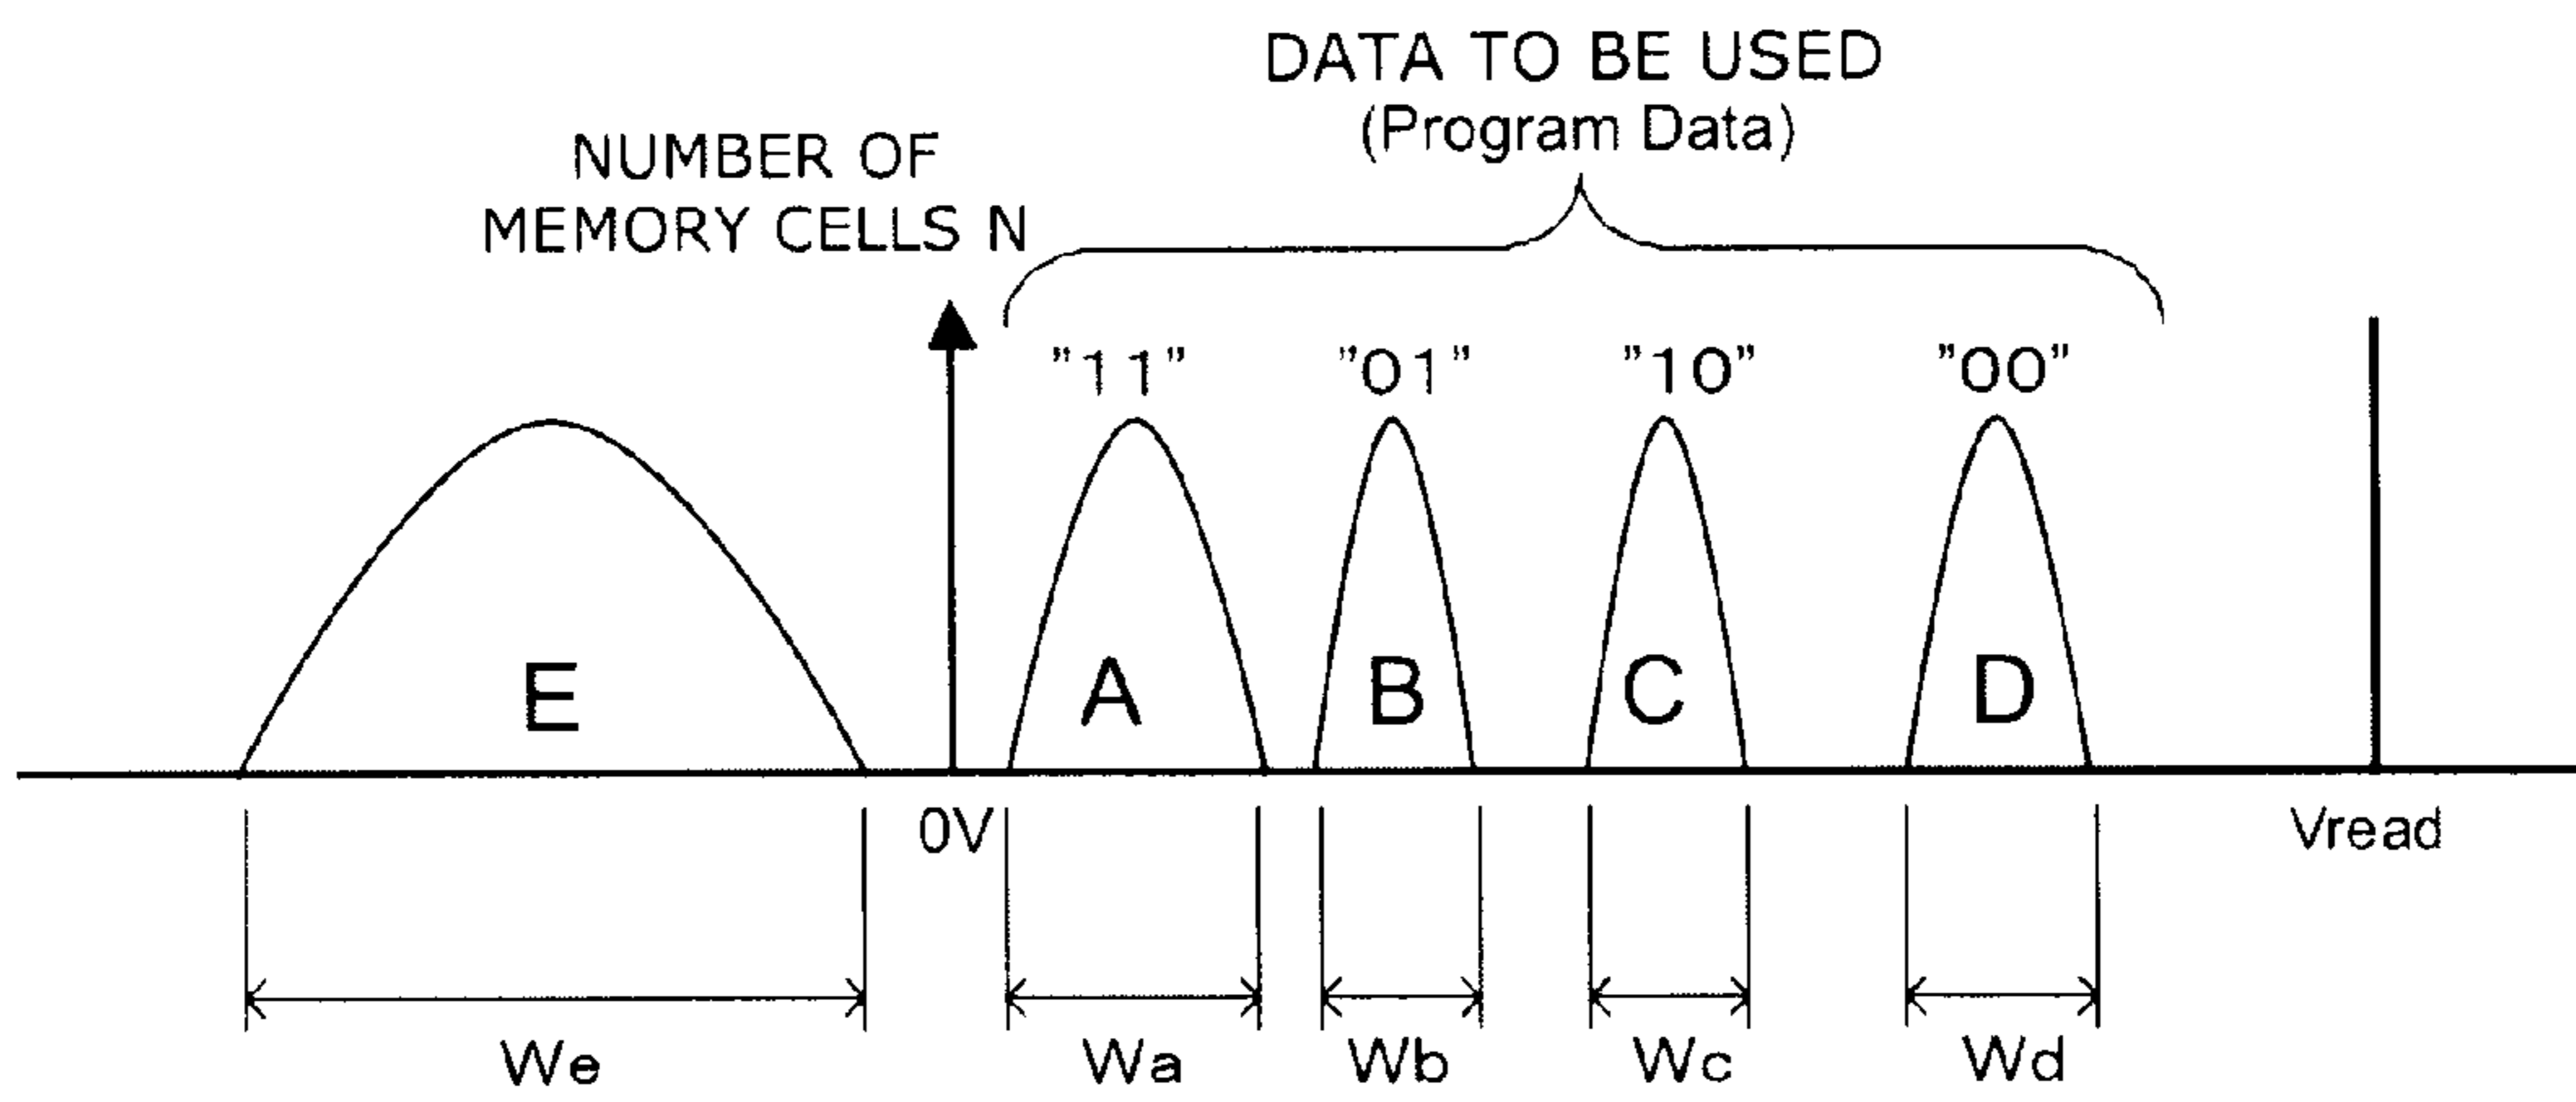 DATA TO BE USED
(Program Data)
NUMBER OF
MEMORY CELLS N
”11” ”01” ”10” ”00”
E A B C D
0V Vread
We Wa Wb Wc Wd